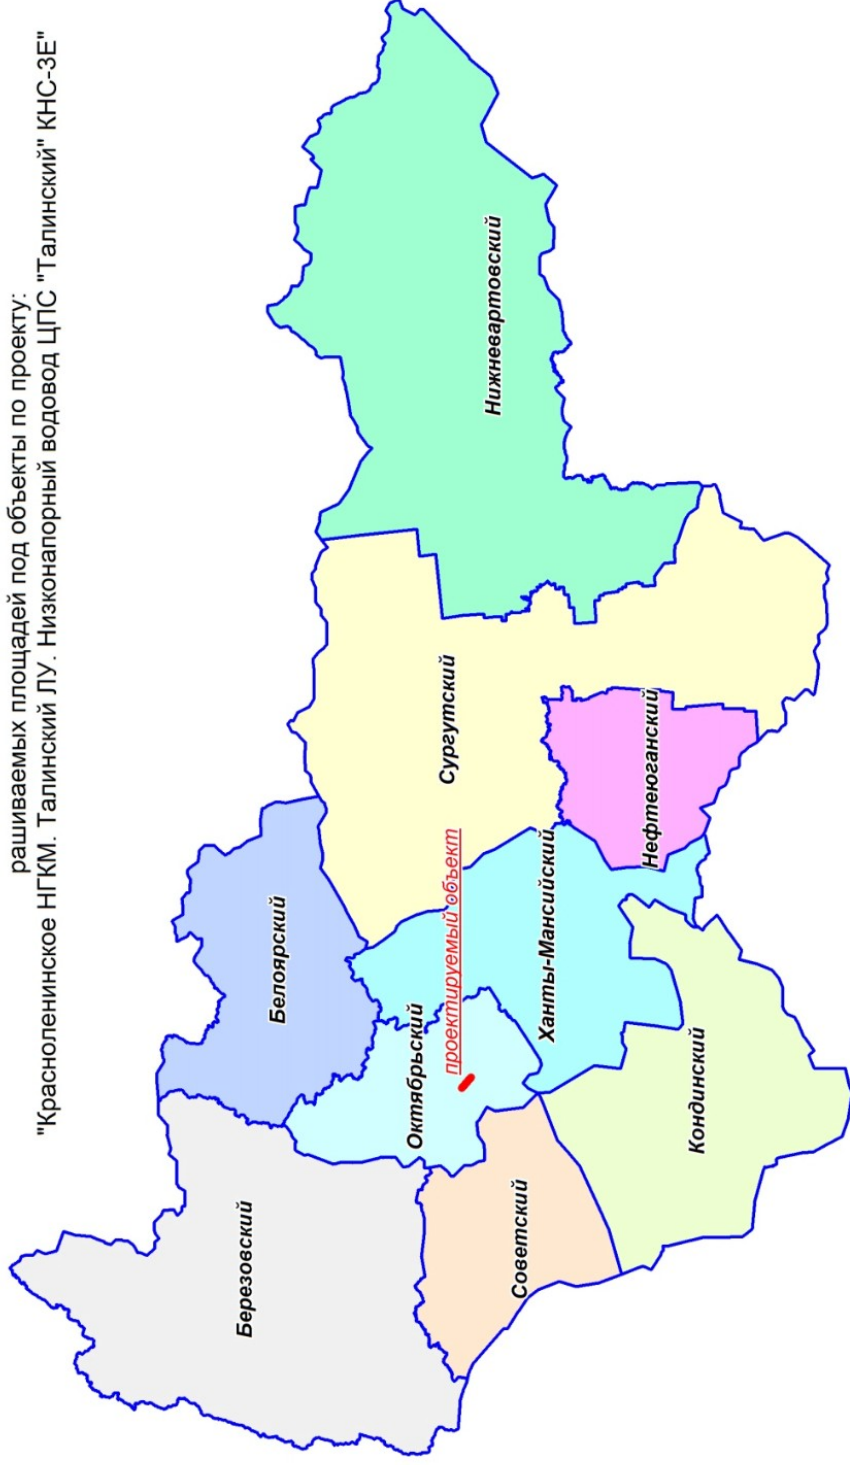 рашиваемых площадей под объекты по проекту:
"Красноленинское НГКМ. Талинский ЛУ. Низконапорный водовод ЦПС "Талинский" КНС-3Е"
Березовский
Белоярский
Октябрьский
проектируемый объект
Сургутский
Нижневартовский
Советский
Ханты-Мансийский
Нефтеюганский
Кондинский